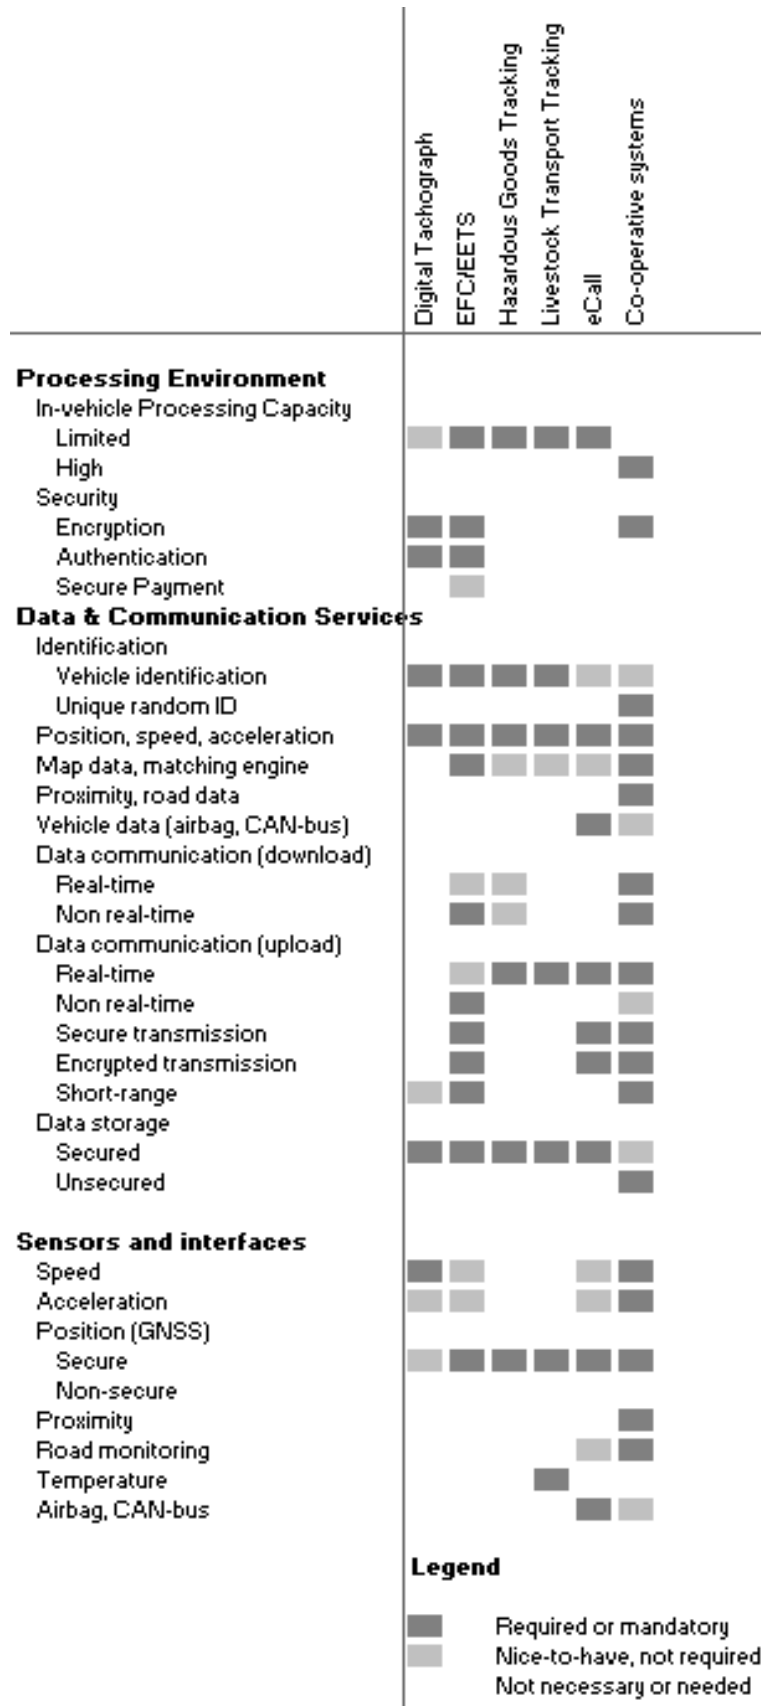 Digital Tachograph
EFC/EETS
Hazardous Goods Tracking
Livestock Transport Tracking
eCall
Co-operative systems
Processing Environment
In-vehicle Processing Capacity
Limited
High
Security
Encryption
Authentication
Secure Payment
Data & Communication Services
Identification
Vehicle identification
Unique random ID
Position, speed, acceleration
Map data, matching engine
Proximity, road data
Vehicle data (airbag, CAN-bus)
Data communication (download)
Real-time
Non real-time
Data communication (upload)
Real-time
Non real-time
Secure transmission
Encrypted transmission
Short-range
Data storage
Secured
Unsecured
Sensors and interfaces
Speed
Acceleration
Position (GNSS)
Secure
Non-secure
Proximity
Road monitoring
Temperature
Airbag, CAN-bus
Legend
Required or mandatory
Nice-to-have, not required
Not necessary or needed